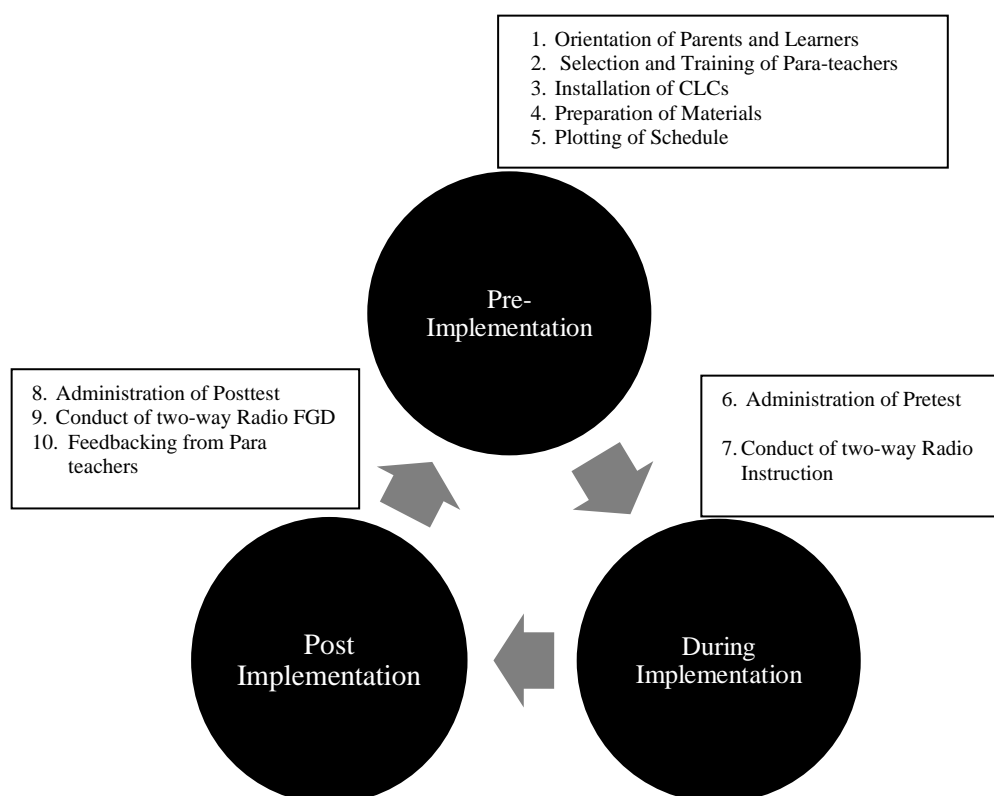 1. Orientation of Parents and Learners
2. Selection and Training of Para-teachers
3. Installation of CLCs
4. Preparation of Materials
5. Plotting of Schedule
Pre-
Implementation
8. Administration of Posttest
9. Conduct of two-way Radio FGD
10. Feedbacking from Para
teachers
6. Administration of Pretest
7. Conduct of two-way Radio
Instruction
Post
Implementation
During
Implementation